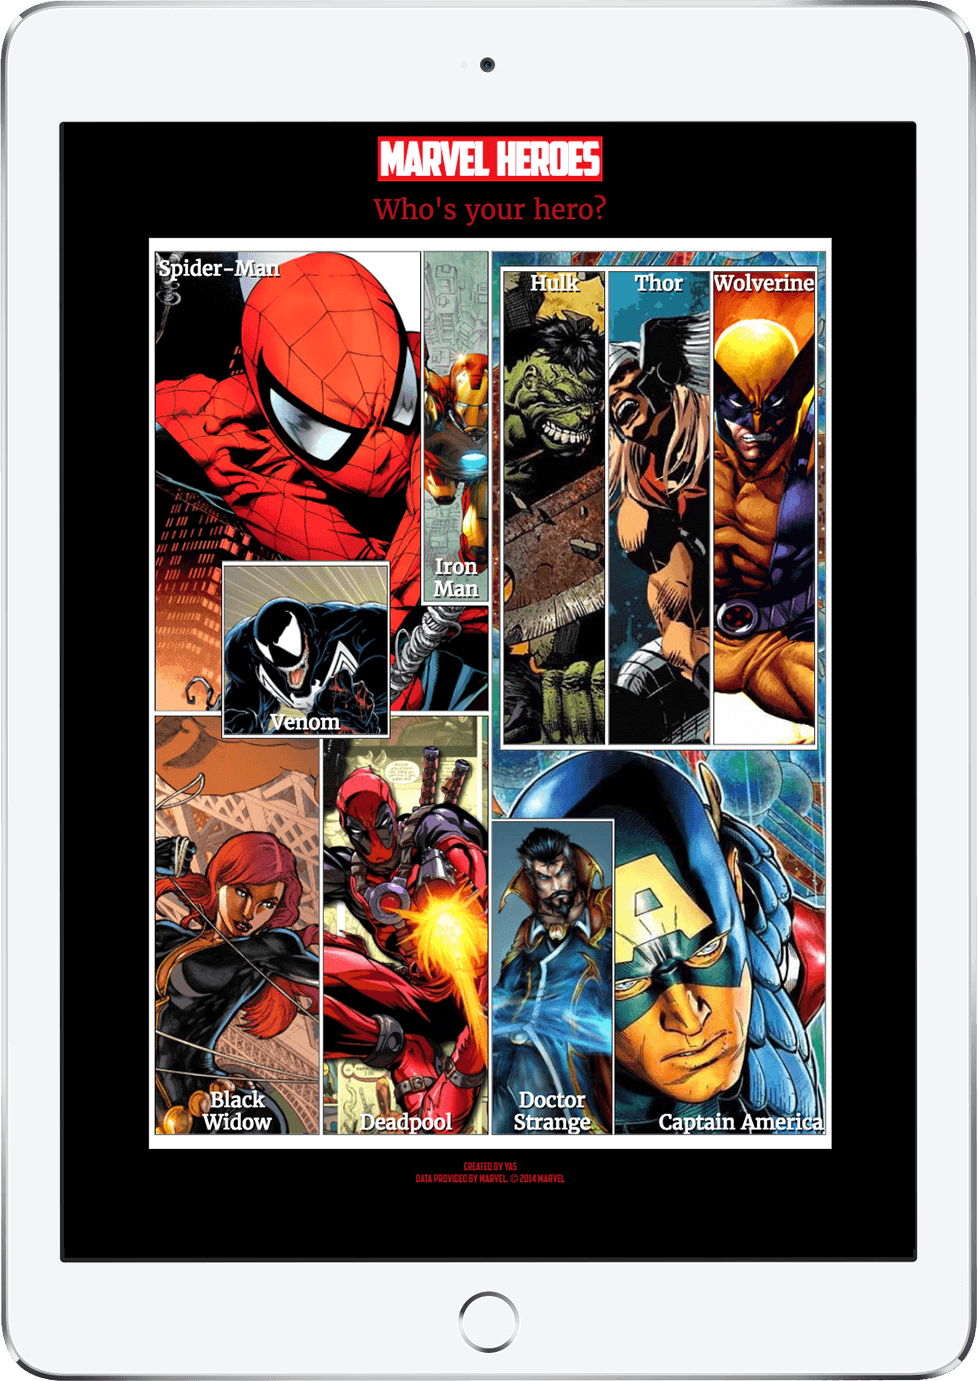 MARVEL HEROES
Who's your hero?
Spider-Man
Iron
Man
Hulk
Thor
Wolverine
Venom
Black
Widow
Deadpool
Doctor
Strange
Captain America
CREATED BY YAS
DATA PROVIDED BY MARVEL. © 2014 MARVEL